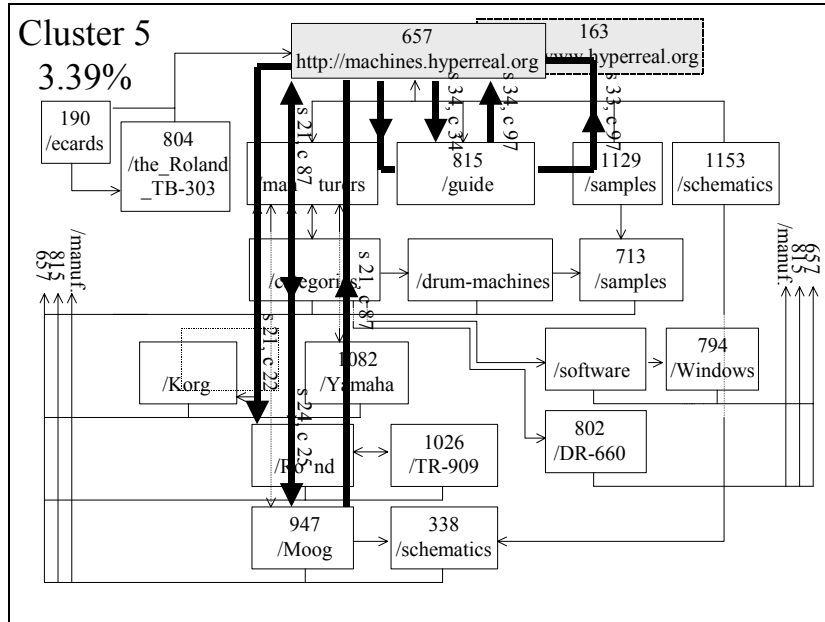 Cluster 5
3.39%
657
http://machines.hyperreal.org
163
www.hyperreal.org
190
/ecards
804
/the_Roland
_TB-303
s 21, c 87
s 34, c 34
s 34, c 97
s 33, c 97
815
/guide
1129
/samples
1153
/schematics
/drum-machines
713
/samples
/manuf.
815
657
657
815
/manuf.
s 21, c 87
s 21, c 22
/Korg
1082
/Yamaha
/software
794
/Windows
s 24, c 25
1026
/TR-909
802
/DR-660
947
/Moog
338
/schematics